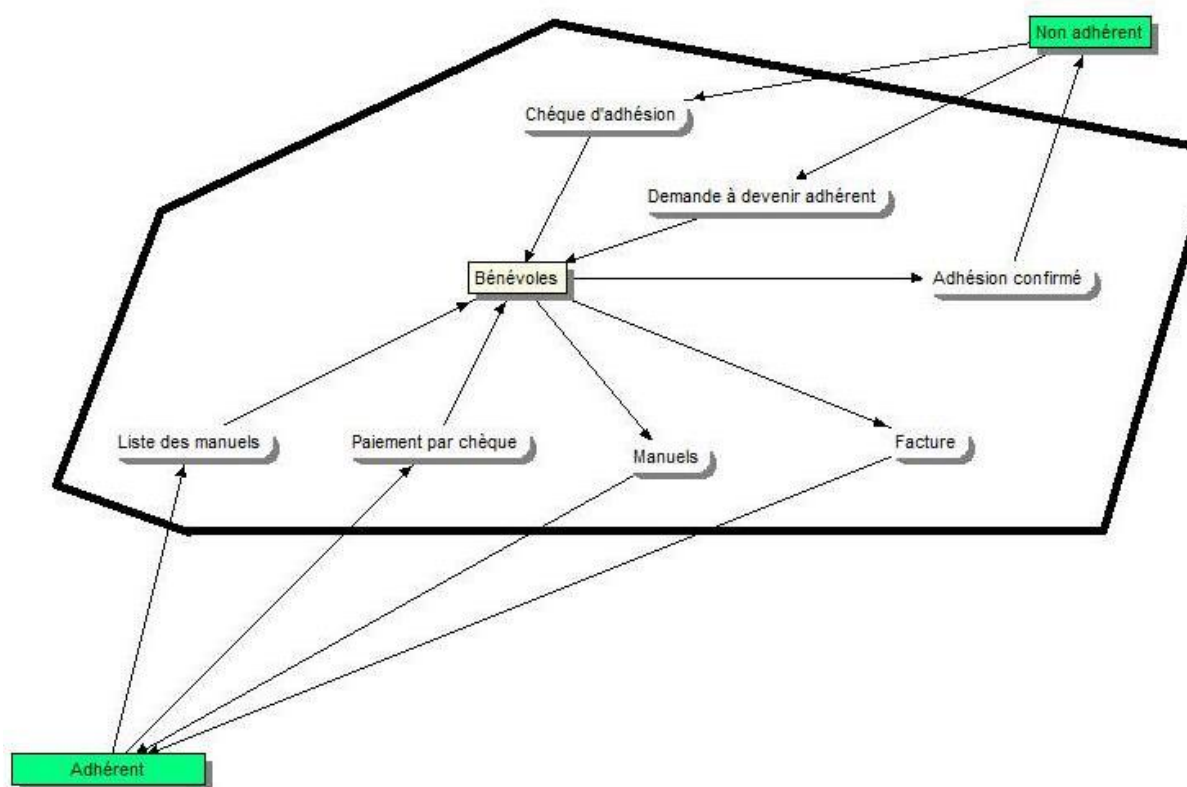 Non adhérent
Chéque d'adhésion
Demande à devenir adhérent
Bénévoles
Adhésion confirmé
Liste des manuels
Paiement par chèque
Manuels
Facture
Adhérent